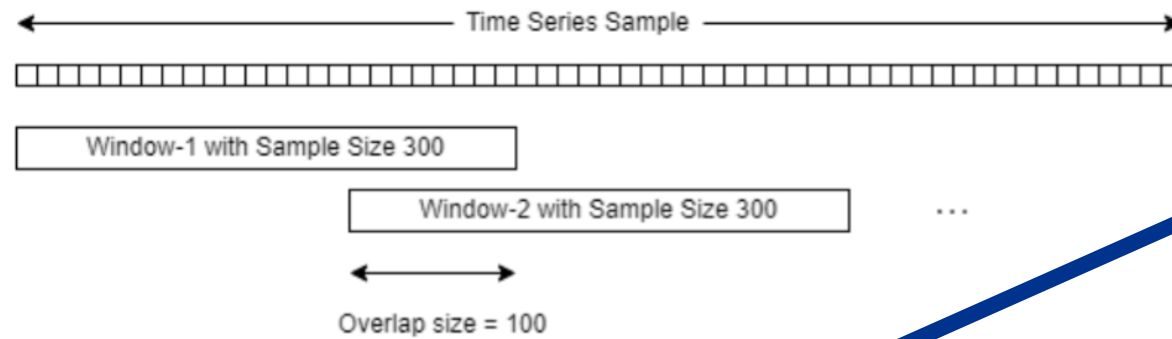 Time Series Sample
Window-1 with Sample Size 300
Window-2 with Sample Size 300
...
Overlap size = 100